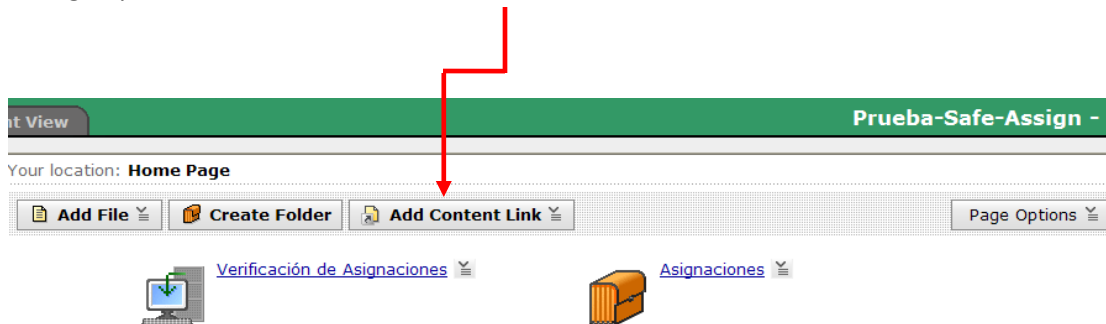 nt View
Prueba-Safe-Assign -
Your location: Home Page
Add File
Create Folder
Add Content Link
Page Options
Verificación de Asignaciones
Asignaciones